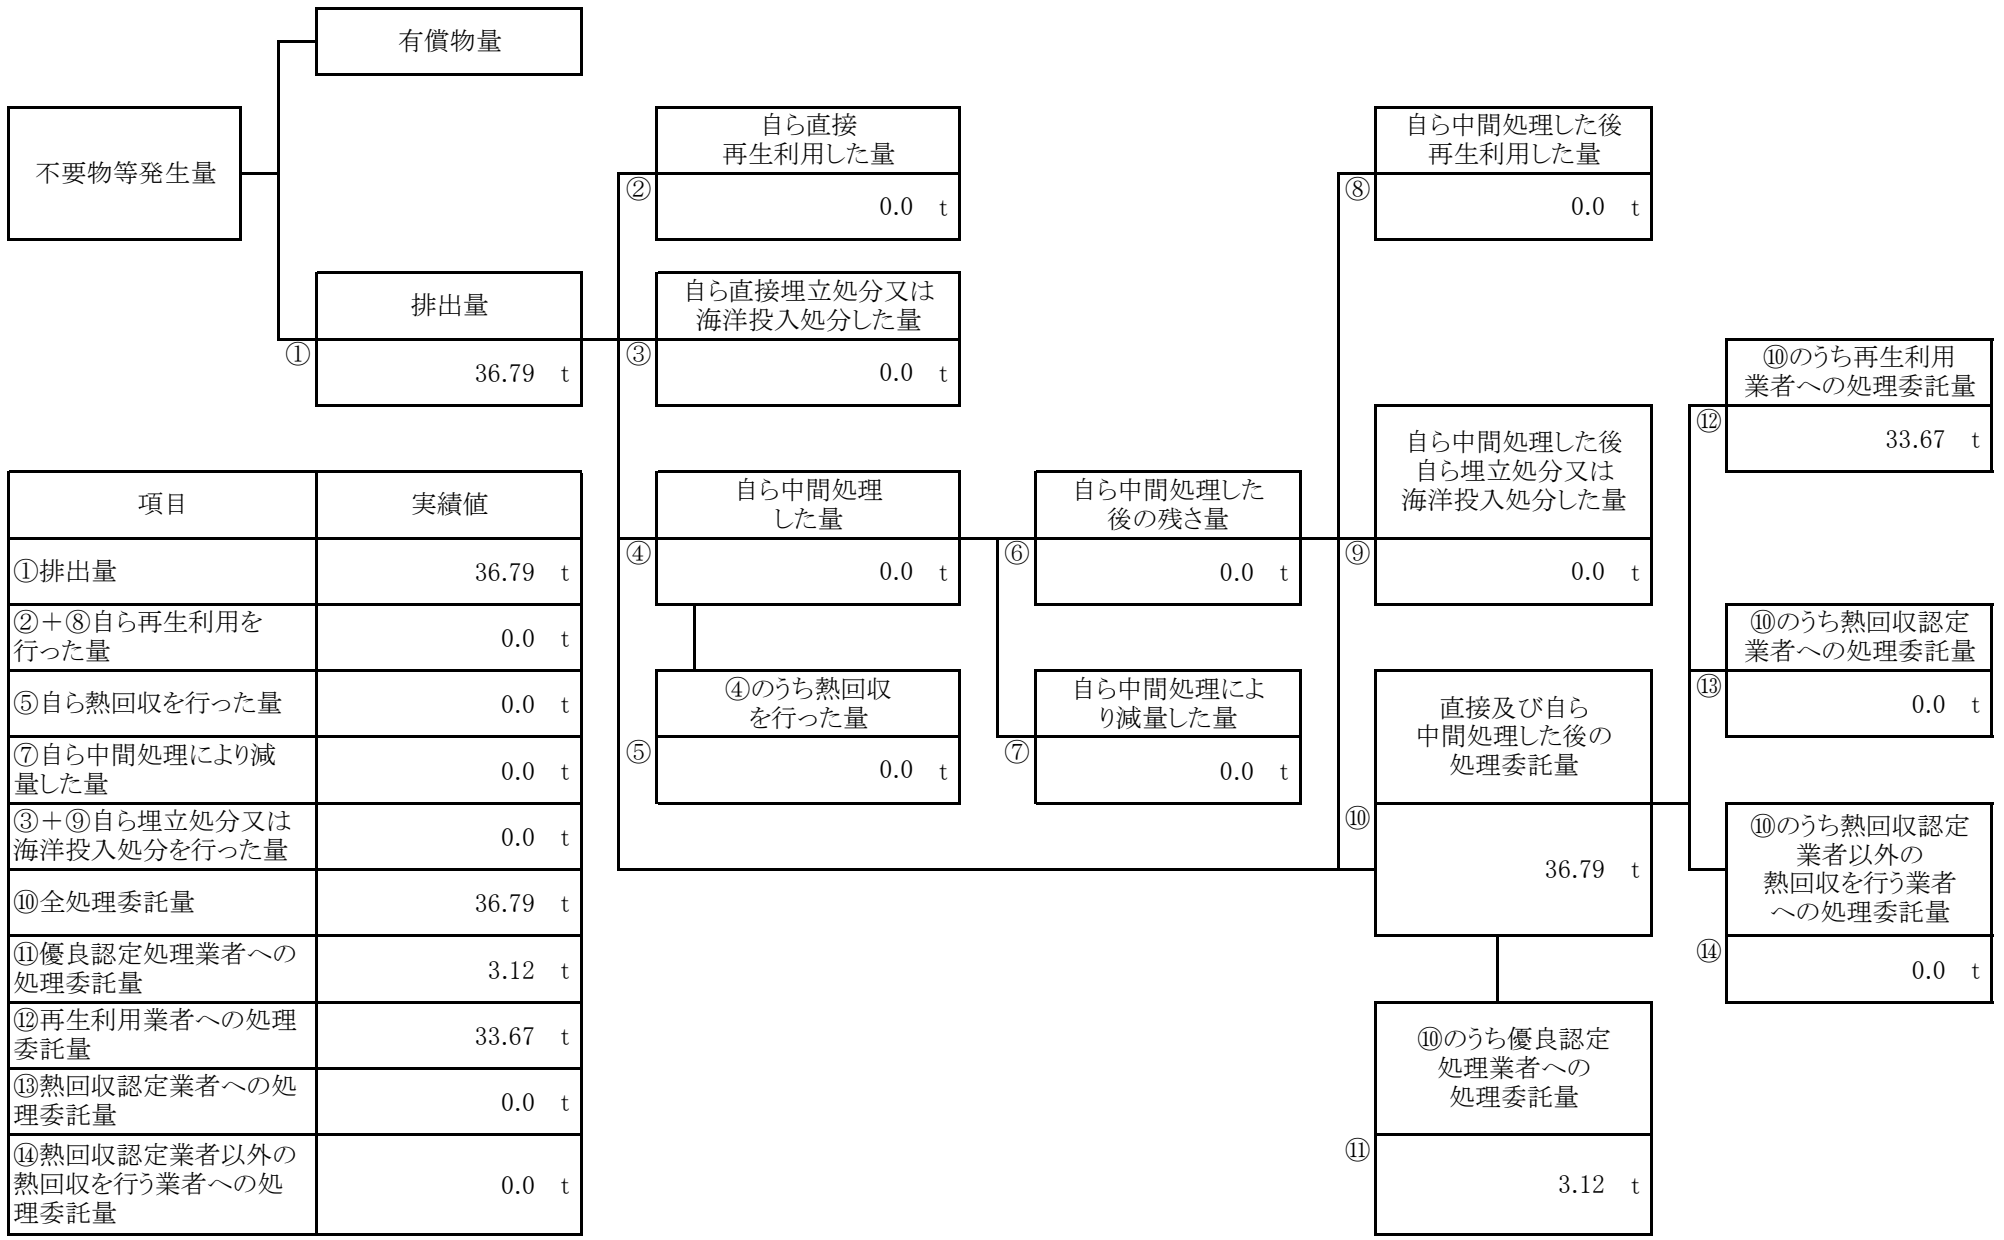 有償物量
不要物等発生量
自ら直接
再生利用した量
②
0.0 t
自ら中間処理した後
再生利用した量
⑧
0.0 t
排出量
①
36.79 t
自ら直接埋立処分又は
海洋投入処分した量
③
0.0 t
⑩のうち再生利用
業者への処理委託量
⑫
33.67 t
自ら中間処理
した量
④
0.0 t
自ら中間処理した
後の残さ量
⑥
0.0 t
自ら中間処理した後
自ら埋立処分又は
海洋投入処分した量
⑨
0.0 t
④のうち熱回収
を行った量
⑤
0.0 t
自ら中間処理によ
り減量した量
⑦
0.0 t
直接及び自ら
中間処理した後の
処理委託量
⑩
36.79 t
⑩のうち熱回収認定
業者への処理委託量
⑬
0.0 t
⑩のうち熱回収認定
業者以外の
熱回収を行う業者
への処理委託量
⑭
0.0 t
⑩のうち優良認定
処理業者への
処理委託量
⑪
3.12 t
項目 実績値
①排出量 36.79 t
②＋⑧自ら再生利用を
行った量 0.0 t
⑤自ら熱回収を行った量 0.0 t
⑦自ら中間処理により減
量した量 0.0 t
③＋⑨自ら埋立処分又は
海洋投入処分を行った量 0.0 t
⑩全処理委託量 36.79 t
⑪優良認定処理業者への
処理委託量 3.12 t
⑫再生利用業者への処理
委託量 33.67 t
⑬熱回収認定業者への処
理委託量 0.0 t
⑭熱回収認定業者以外の
熱回収を行う業者への処
理委託量 0.0 t